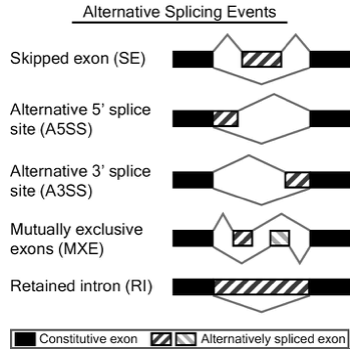 Alternative Splicing Events
Skipped exon (SE)
Alternative 5’ splice
site (A5SS)
Alternative 3’ splice
site (A3SS)
Mutually exclusive
exons (MXE)
Retained intron (RI)
Constitutive exon Alternatively spliced exon